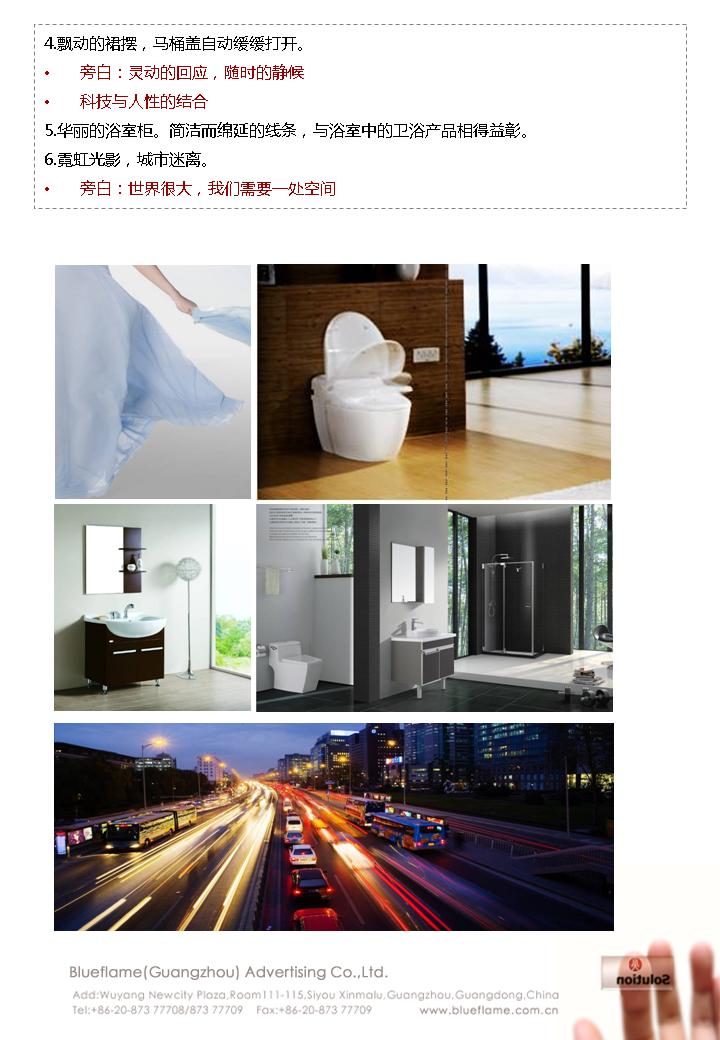 4.飘动的裙摆，马桶盖自动缓缓打开。
• 旁白：灵动的回应，随时的静候
• 科技与人性的结合
5.华丽的浴室柜。简洁而绵延的线条，与浴室中的卫浴产品相得益彰。
6.霓虹光影，城市迷离。
• 旁白：世界很大，我们需要一处空间
Blueflame(Guangzhou) Advertising Co.,Ltd.
Add:Wuyang Newcity Plaza,Room111-115,Siyou Xinmalu,Guangzhou,Guangdong,China
Tel:+86-20-873 77708/873 77709 Fax:+86-20-873 77709 www.blueflame.com.cn
Solution